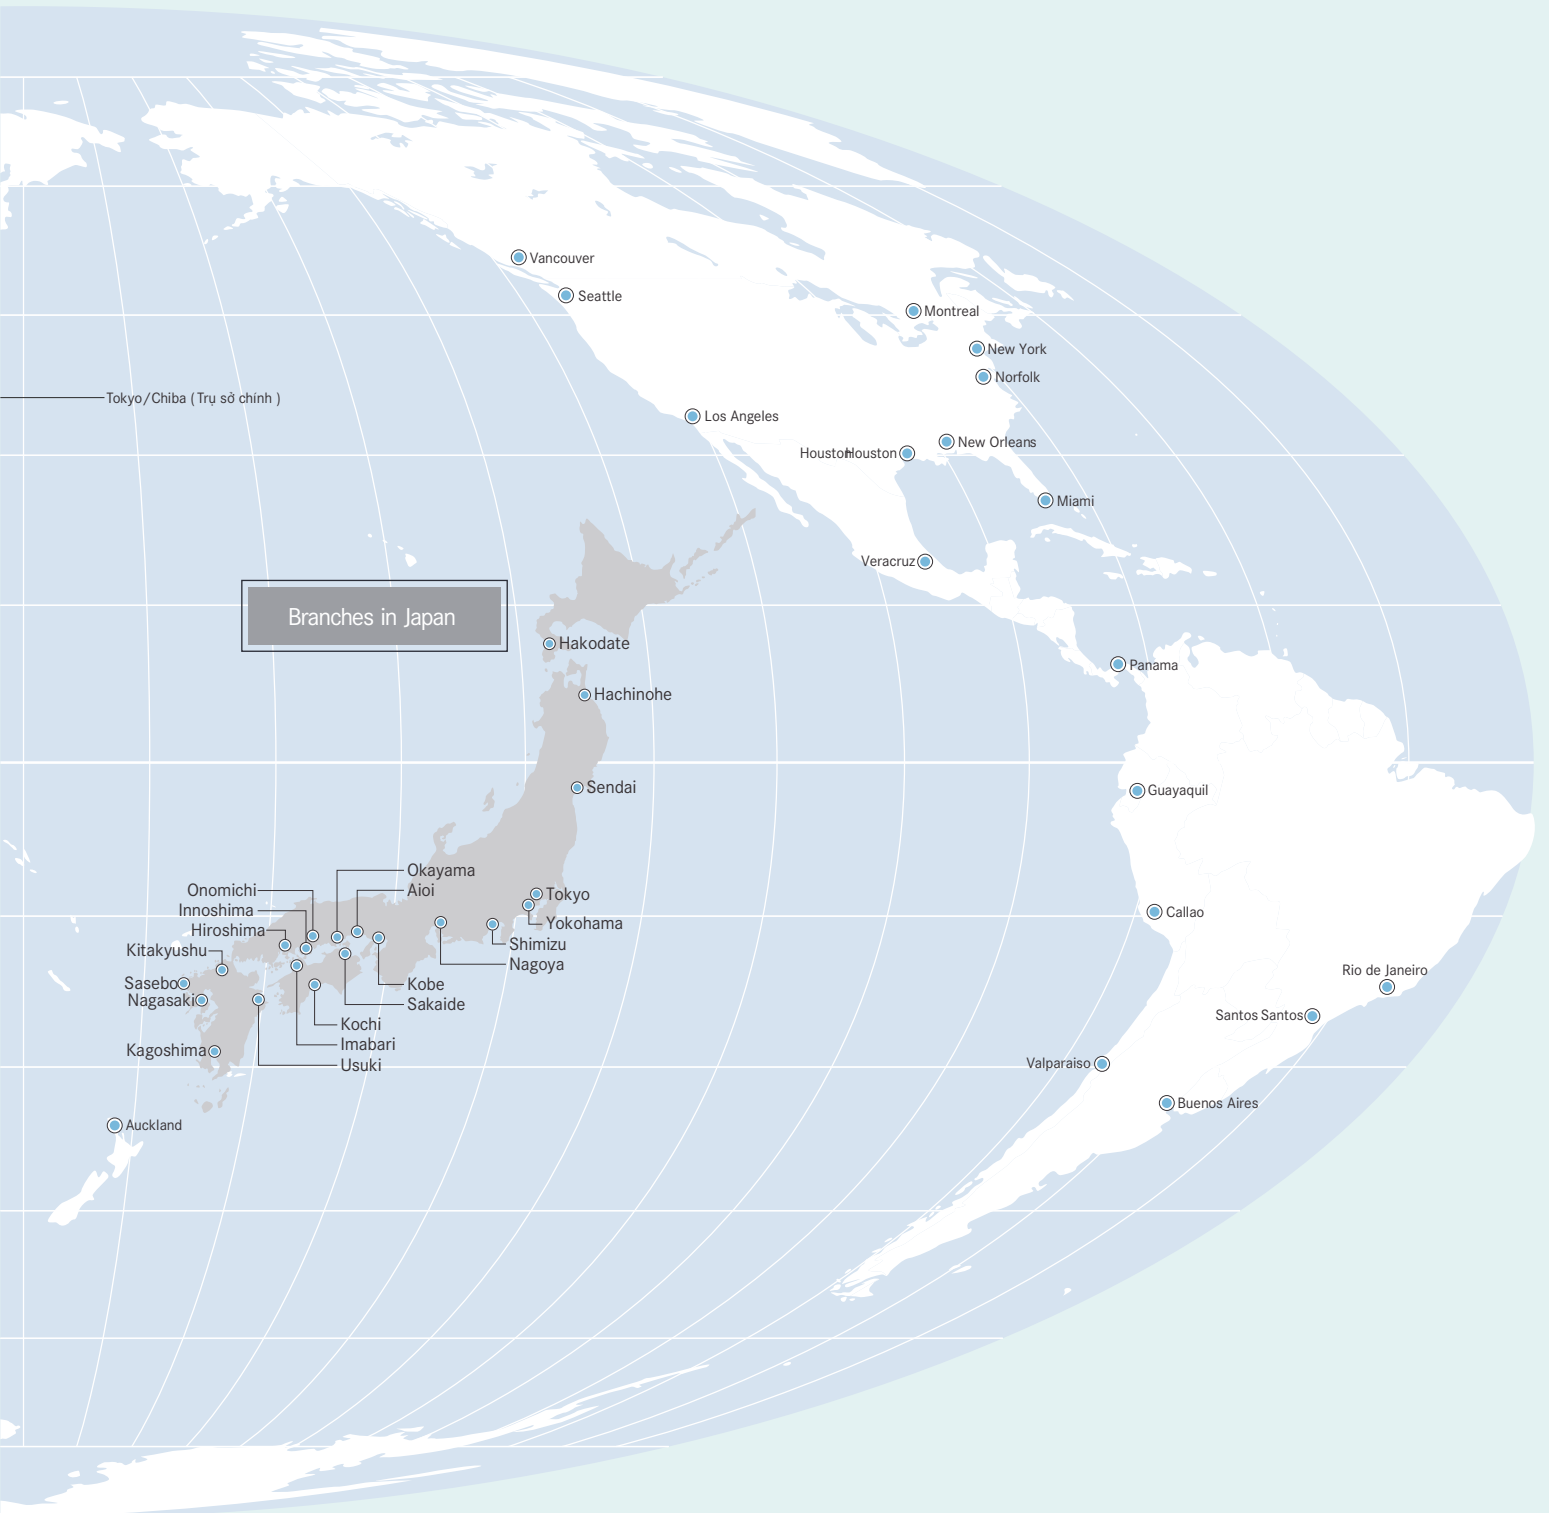 Vancouver
Seattle
Montreal
New York
Norfolk
Tokyo/Chiba ( Trụ sở chính )
Los Angeles
New Orleans
Houston Houston
Miami
Veracruz
Branches in Japan
Hakodate
Panama
Hachinohe
Sendai
Guayaquil
Okayama
Onomichi
Aioi
Tokyo
Innoshima
Callao
Yokohama
Hiroshima
Shimizu
Kitakyushu
Nagoya
Rio de Janeiro
Sasebo
Kobe
Nagasaki
Sakaide
Santos Santos
Kochi
Imabari
Kagoshima
Valparaiso
Usuki
Buenos Aires
Auckland